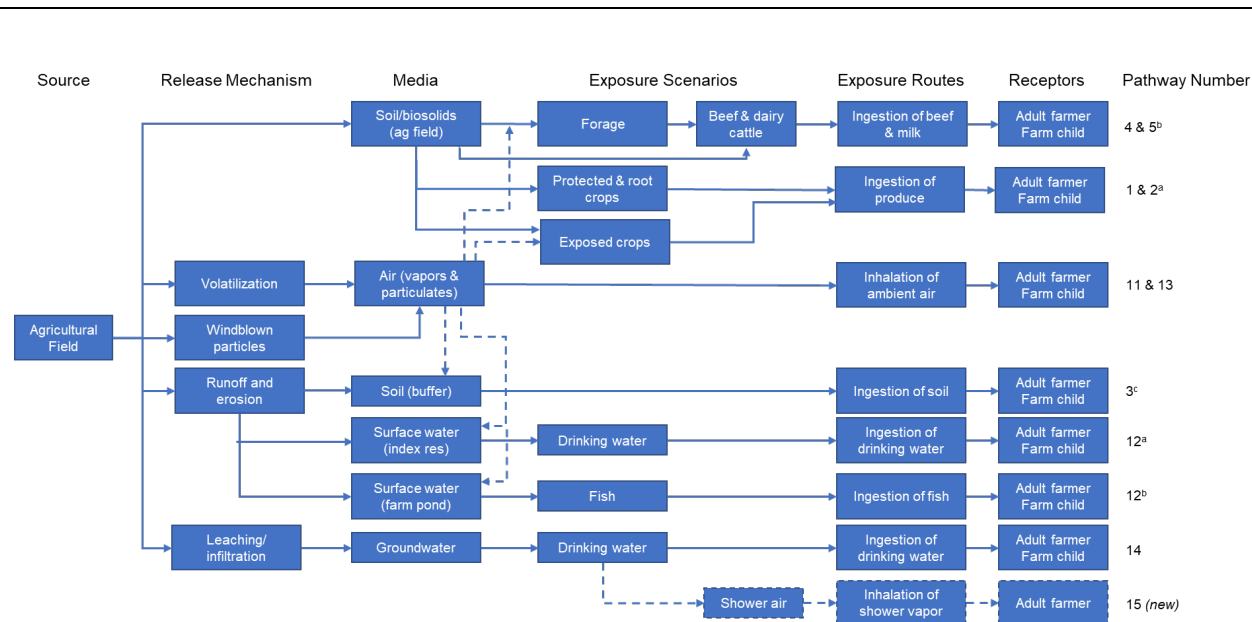 Source Release Mechanism Media Exposure Scenarios Exposure Routes Receptors Pathway Number
Soil/biosolids
(ag field)
Forage
Beef & dairy
cattle
Ingestion of beef
& milk
Adult farmer
Farm child
4 & 5ᵇ
Protected & root
crops
Ingestion of
produce
Adult farmer
Farm child
1 & 2ᵃ
Exposed crops
Volatilization
Air (vapors &
particulates)
Inhalation of
ambient air
Adult farmer
Farm child
11 & 13
Agricultural
Field
Windblown
particles
Runoff and
erosion
Soil (buffer)
Ingestion of soil
Adult farmer
Farm child
3ᶜ
Surface water
(index res)
Drinking water
Ingestion of
drinking water
Adult farmer
Farm child
12ᵃ
Surface water
(farm pond)
Fish
Ingestion of fish
Adult farmer
Farm child
12ᵇ
Leaching/
infiltration
Groundwater
Drinking water
Ingestion of
drinking water
Adult farmer
Farm child
14
Shower air
Inhalation of
shower vapor
Adult farmer
15 (new)